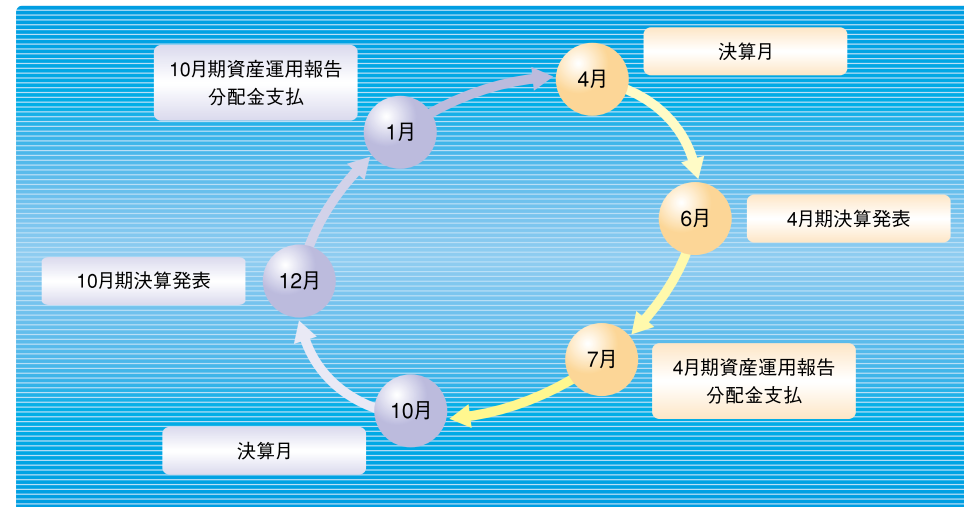 決算月
4月
10月期資産運用報告
分配金支払
1月
6月
4月期決算発表
12月
10月期決算発表
7月
4月期資産運用報告
分配金支払
10月
決算月